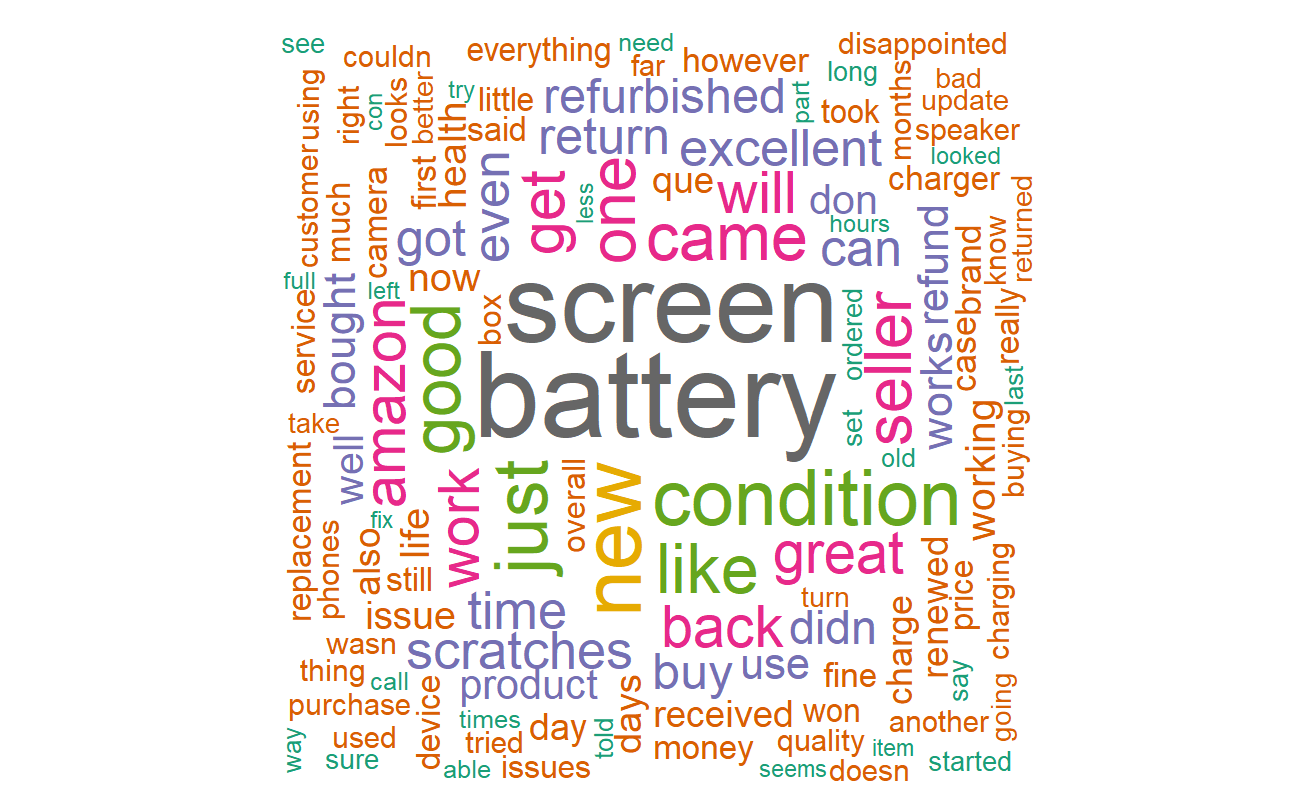 see
couldn
everything
need
far
however
disappointed
long
bad
update
months
using
right
con
looks
better
try
little
refurbished
part
took
speaker
said
health
return
excellent
looked
customer
much
camera
first
even
get
less
one
que
will
don
charger
returned
got
came
hours
can
refund
brand
know
full
left
now
service
bought
amazon
good
box
screen
ordered
seller
works
case
really
last
take
well
battery
set
old
working
buying
replacement
phones
fix
also
life
work
just
overall
new
condition
like
great
still
issue
time
turn
back
didn
charge
renewed
price
charging
wasn
scratches
thing
call
product
buy
use
fine
say
going
purchase
device
times
day
days
received
won
another
way
used
sure
tried
told
money
quality
item
able
issues
seems
doesn
started